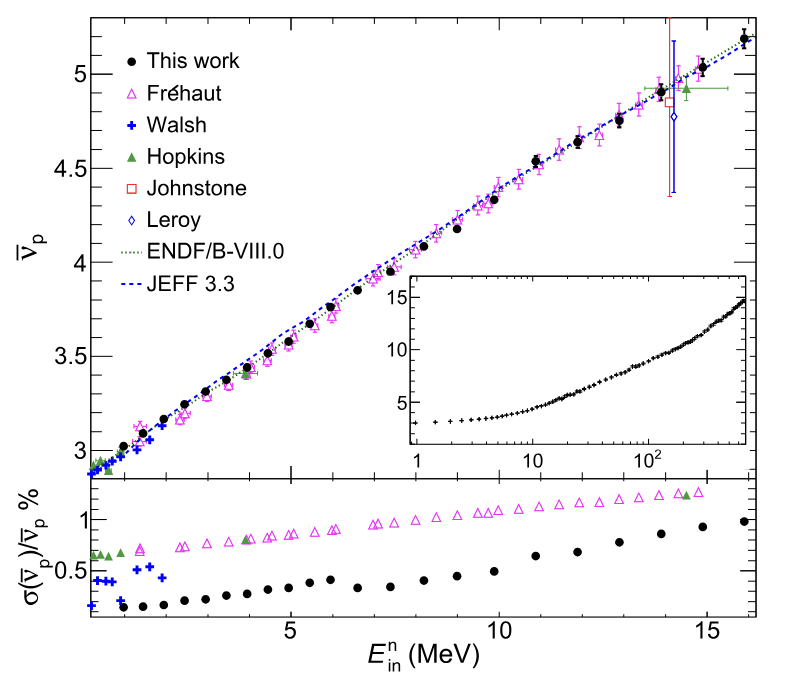 This work
Fréhaut
Walsh
Hopkins
Johnstone
Leroy
ENDF/B-VIII.0
JEFF 3.3
ν̅p
5
4.5
4
3.5
3
15
10
5
1
10
10²
σ(ν̅p)/ν̅p %
1
0.5
5
10
15
Eⁿin (MeV)